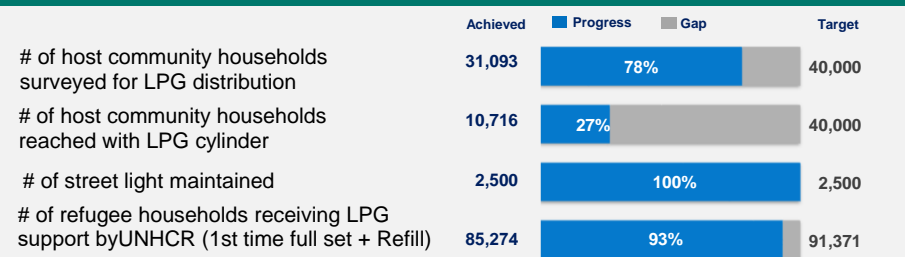 Achieved Progress Gap Target
# of host community households
surveyed for LPG distribution
31,093 78% 40,000
# of host community households
reached with LPG cylinder
10,716 27% 40,000
# of street light maintained 2,500 100% 2,500
# of refugee households receiving LPG
support byUNHCR (1st time full set + Refill) 85,274 93% 91,371